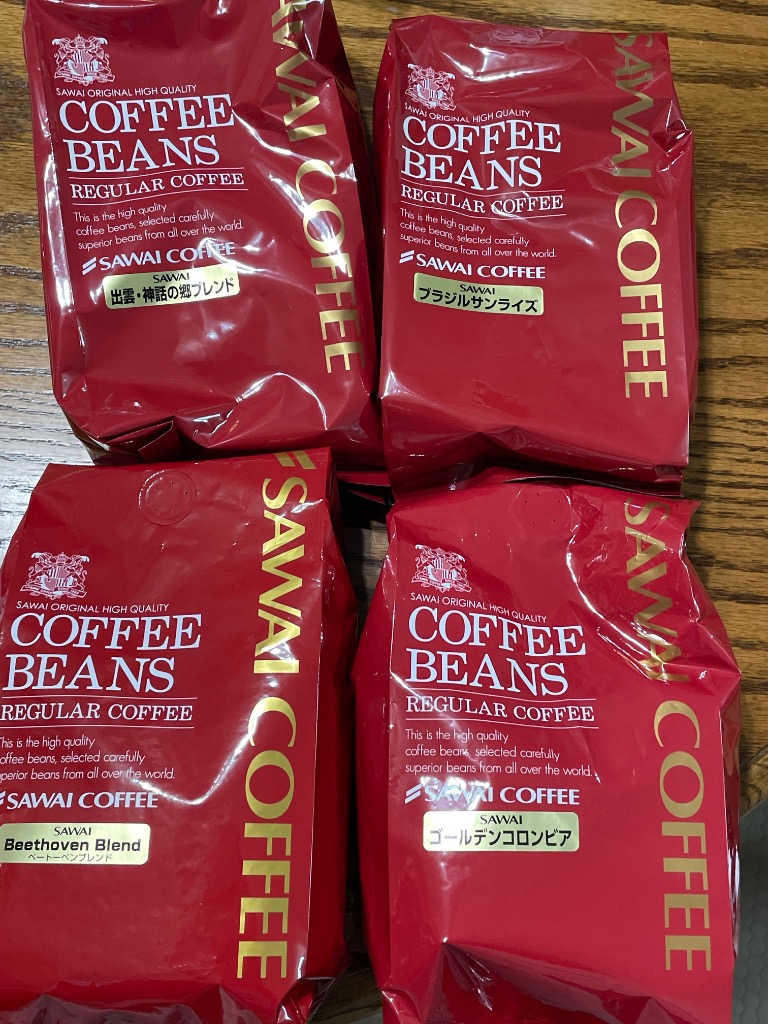 SAWAI ORIGINAL HIGH QUALITY
COFFEE
BEANS
REGULAR COFFEE
This is the high quality
coffee beans, selected carefully
superior beans from all over the world.
SAWAI COFFEE
SAWAI
出雲・神話の郷ブレンド
AWAI COFFEE
SAWAI ORIGINAL HIGH QUALITY
COFFEE
BEANS
REGULAR COFFEE
This is the high quality
coffee beans, selected carefully
superior beans from all over the world.
SAWAI COFFEE
SAWAI
ブラジルサンライズ
SAWAI COFFEE
SAWAI ORIGINAL HIGH QUALITY
COFFEE
BEANS
REGULAR COFFEE
This is the high quality
coffee beans, selected carefully
superior beans from all over the world.
SAWAI COFFEE
SAWAI
Beethoven Blend
ベートーベンブレンド
SAWAI COFFEE
SAWAI ORIGINAL HIGH QUALITY
COFFEE
BEANS
REGULAR COFFEE
This is the high quality
coffee beans, selected carefully
superior beans from all over the world.
SAWAI COFFEE
SAWAI
ゴールデンコロンビア
SAWAI COFFEE